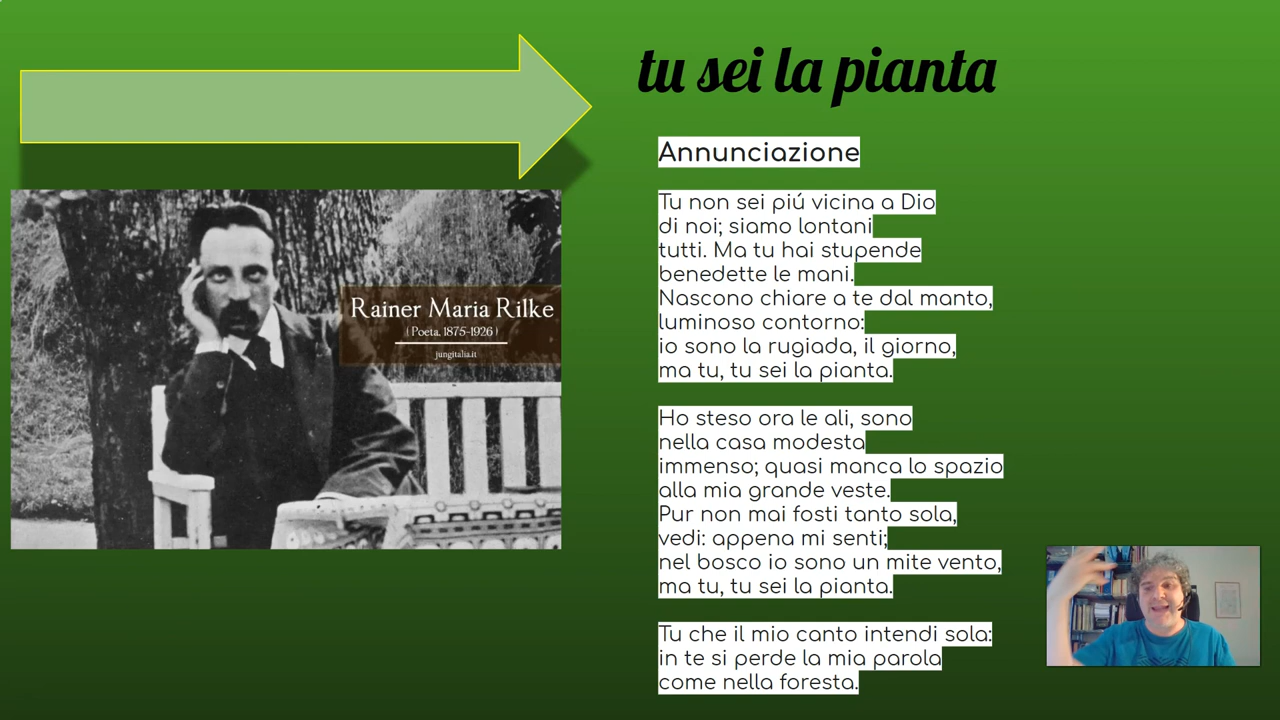 tu sei la pianta
Annunciazione
Tu non sei piú vicina a Dio
di noi; siamo lontani
tutti. Ma tu hai stupende
benedette le mani.
Nascono chiare a te dal manto,
luminoso contorno:
io sono la rugiada, il giorno,
ma tu, tu sei la pianta.
Ho steso ora le ali, sono
nella casa modesta
immenso; quasi manca lo spazio
alla mia grande veste.
Pur non mai fosti tanto sola,
vedi: appena mi senti;
nel bosco io sono un mite vento,
ma tu, tu sei la pianta.
Tu che il mio canto intendi sola:
in te si perde la mia parola
come nella foresta.
Rainer Maria Rilke
( Poeta. 1875-1926 )
jungitalia.it